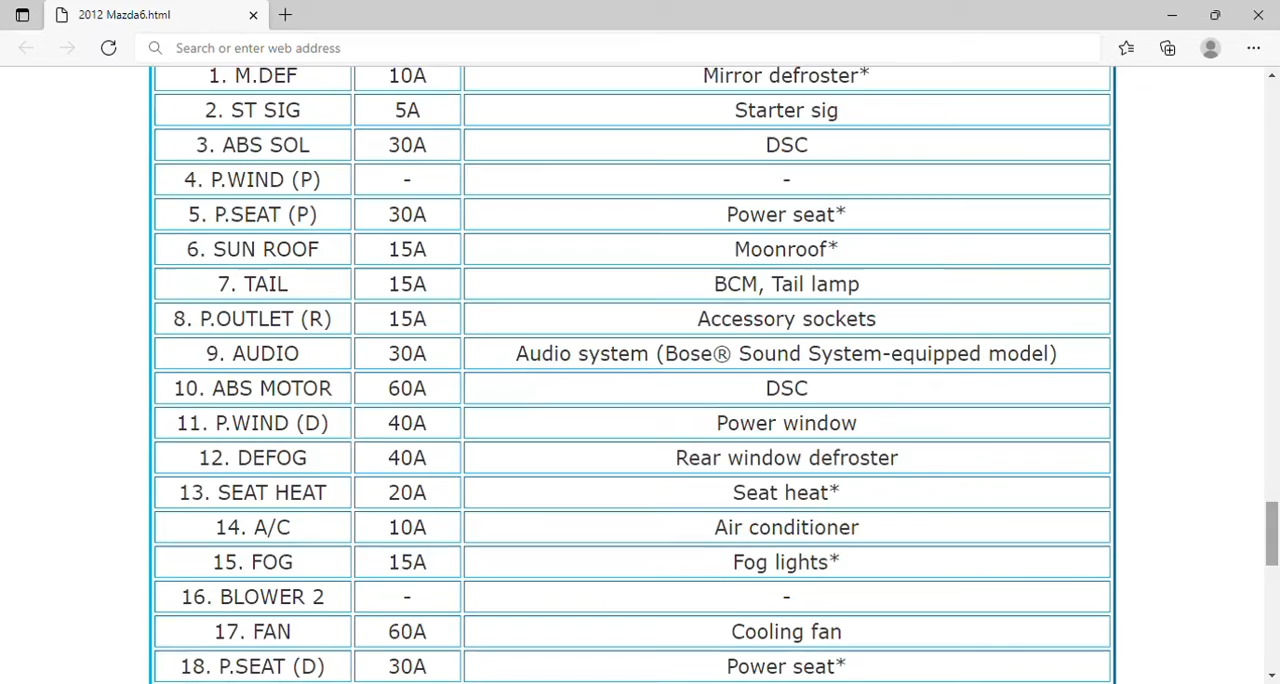 2012 Mazda6.html
Search or enter web address
1. M.DEF 10A Mirror defroster*
2. ST SIG 5A Starter sig
3. ABS SOL 30A DSC
4. P.WIND (P) - -
5. P.SEAT (P) 30A Power seat*
6. SUN ROOF 15A Moonroof*
7. TAIL 15A BCM, Tail lamp
8. P.OUTLET (R) 15A Accessory sockets
9. AUDIO 30A Audio system (Bose® Sound System-equipped model)
10. ABS MOTOR 60A DSC
11. P.WIND (D) 40A Power window
12. DEFOG 40A Rear window defroster
13. SEAT HEAT 20A Seat heat*
14. A/C 10A Air conditioner
15. FOG 15A Fog lights*
16. BLOWER 2 - -
17. FAN 60A Cooling fan
18. P.SEAT (D) 30A Power seat*